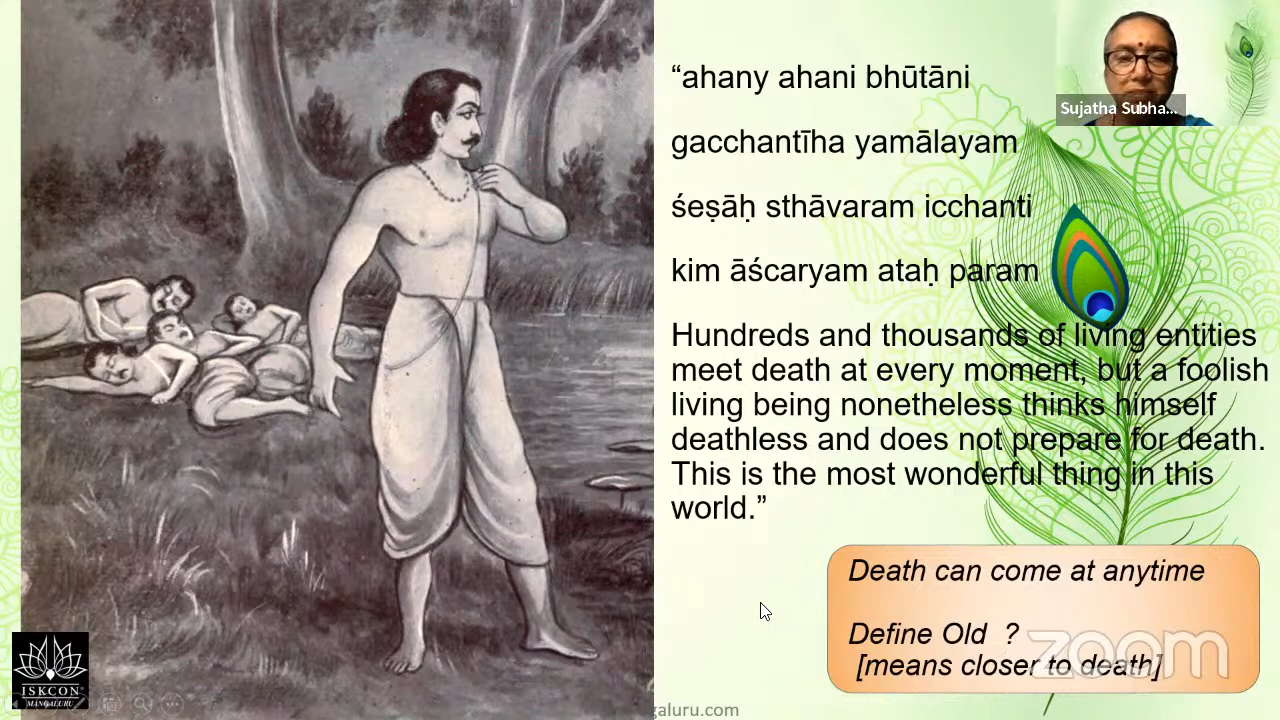 “ahany ahani bhūtāni
gacchantīha yamālayam
śeṣāḥ sthāvaram icchanti
kim āścaryam ataḥ param
Hundreds and thousands of living entities
meet death at every moment, but a foolish
living being nonetheless thinks himself
deathless and does not prepare for death.
This is the most wonderful thing in this
world.”
Death can come at anytime
Define Old ?
[means closer to death]
Sujatha Subha...
zoom
ISKCON
MANGALURU
galuru.com